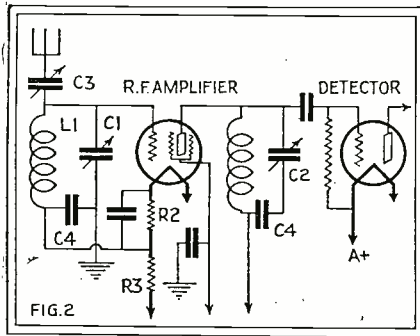 C3
R.F. AMPLIFIER
DETECTOR
L1
C1
C2
C4
R2
C4
R3
A+
FIG.2